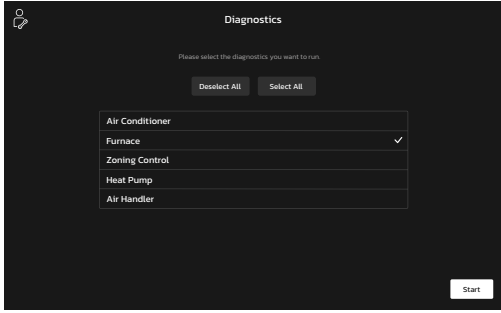 Diagnostics
Please select the diagnostics you want to run.
Deselect All Select All
Air Conditioner
Furnace
Zoning Control
Heat Pump
Air Handler
Start